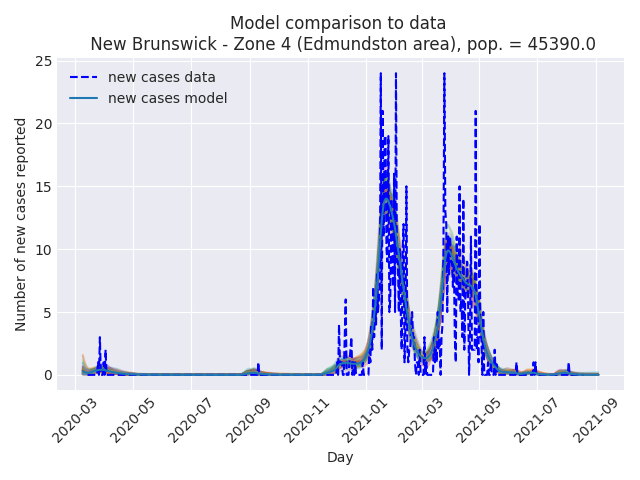 Model comparison to data
New Brunswick - Zone 4 (Edmundston area), pop. = 45390.0
new cases data
new cases model
Number of new cases reported
25
20
15
10
5
0
2020-03
2020-05
2020-07
2020-09
2020-11
2021-01
2021-03
2021-05
2021-07
2021-09
Day